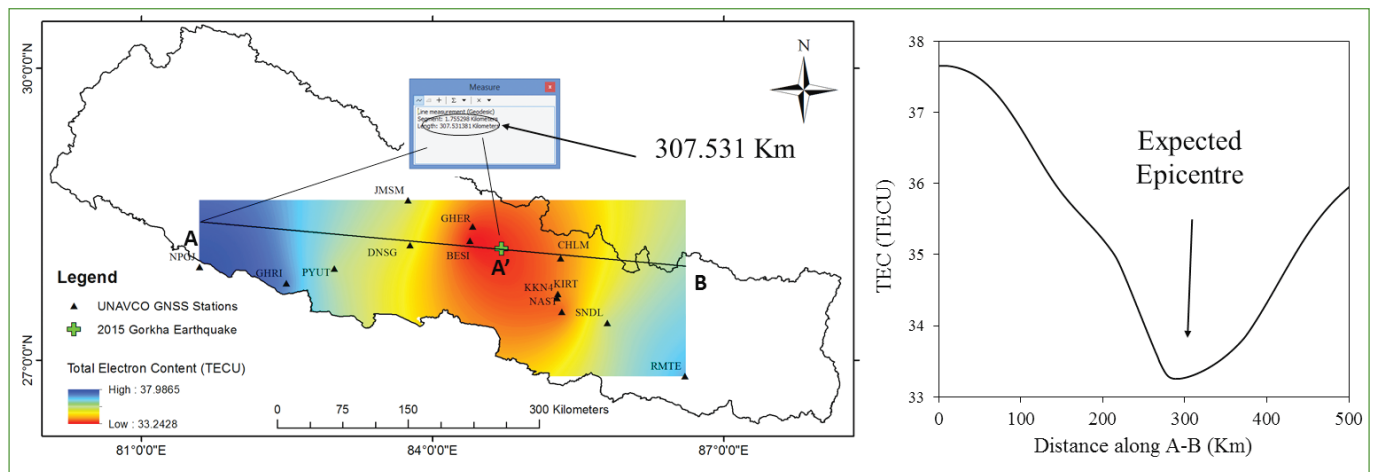 30°0'0"N
27°0'0"N
81°0'0"E
84°0'0"E
87°0'0"E
N
Measure
Line measurement (Geodesic)
Segment: 1.755298 Kilometers
Length: 307.531381 Kilometers
307.531 Km
JMSM
GHER
A
NPGJ
GHRI
PYUT
DNSG
BESI
A’
CHLM
KKN4
KIRT
NAST
SNDL
B
RMTE
Legend
UNAVCO GNSS Stations
2015 Gorkha Earthquake
Total Electron Content (TECU)
High : 37.9865
Low : 33.2428
0 75 150 300 Kilometers
38
37
36
35
34
33
TEC (TECU)
Expected
Epicentre
0 100 200 300 400 500
Distance along A-B (Km)